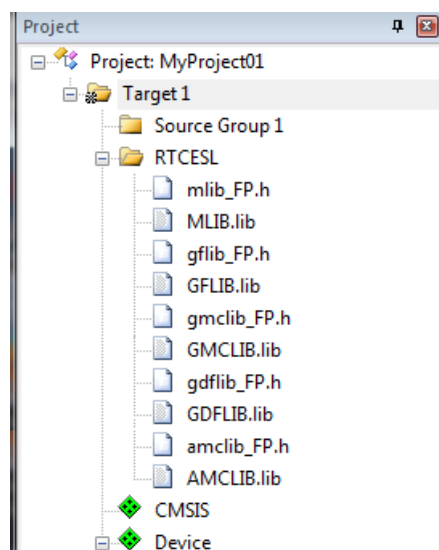 Project
Project: MyProject01
Target 1
Source Group 1
RTCESL
mlib_FP.h
MLIB.lib
gflib_FP.h
GFLIB.lib
gmclib_FP.h
GMCLIB.lib
gdflib_FP.h
GDFLIB.lib
amclib_FP.h
AMCLIB.lib
CMSIS
Device